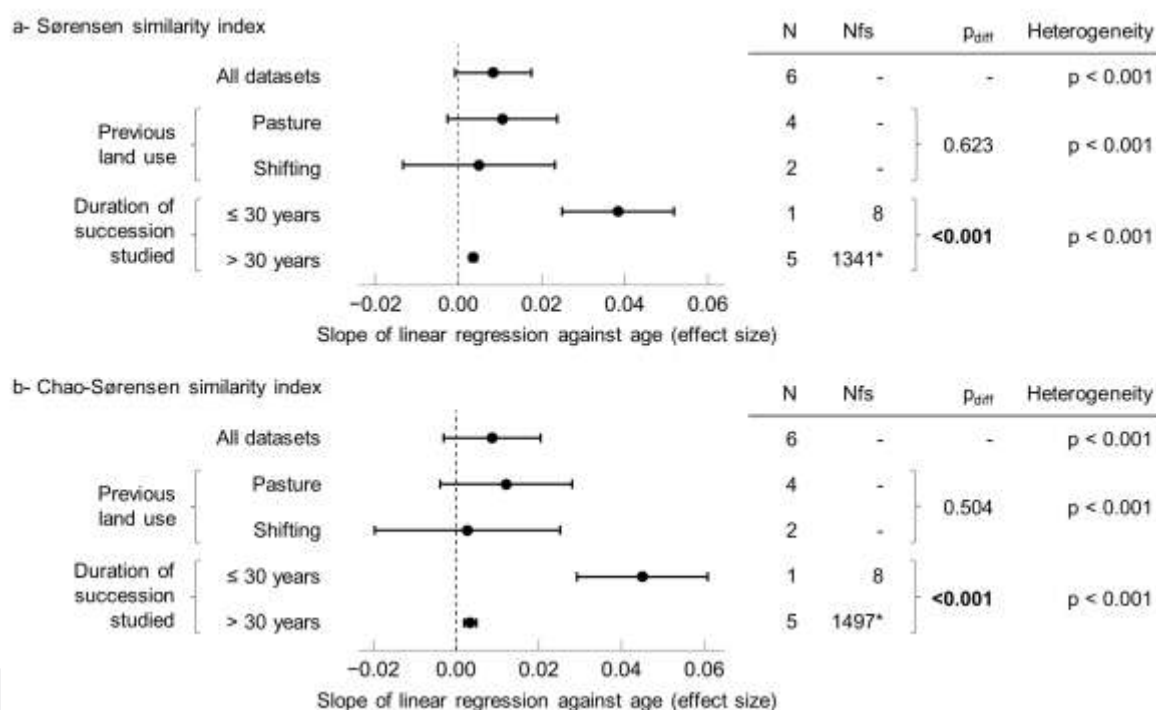 a- Sørensen similarity index
N Nfs pdiff Heterogeneity
All datasets 6 - - p < 0.001
Previous land use
Pasture 4 -
0.623 p < 0.001
Shifting 2 -
Duration of succession studied
≤ 30 years 1 8
<0.001 p < 0.001
> 30 years 5 1341*
−0.02 0.00 0.02 0.04 0.06
Slope of linear regression against age (effect size)
b- Chao-Sørensen similarity index
N Nfs pdiff Heterogeneity
All datasets 6 - - p < 0.001
Previous land use
Pasture 4 -
0.504 p < 0.001
Shifting 2 -
Duration of succession studied
≤ 30 years 1 8
<0.001 p < 0.001
> 30 years 5 1497*
−0.02 0.00 0.02 0.04 0.06
Slope of linear regression against age (effect size)